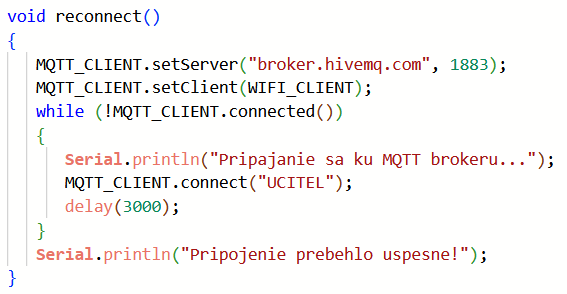 void reconnect()
{
MQTT_CLIENT.setServer("broker.hivemq.com", 1883);
MQTT_CLIENT.setClient(WIFI_CLIENT);
while (!MQTT_CLIENT.connected())
{
Serial.println("Pripajanie sa ku MQTT brokeru...");
MQTT_CLIENT.connect("UCITEL");
delay(3000);
}
Serial.println("Pripojenie prebehlo uspesne!");
}